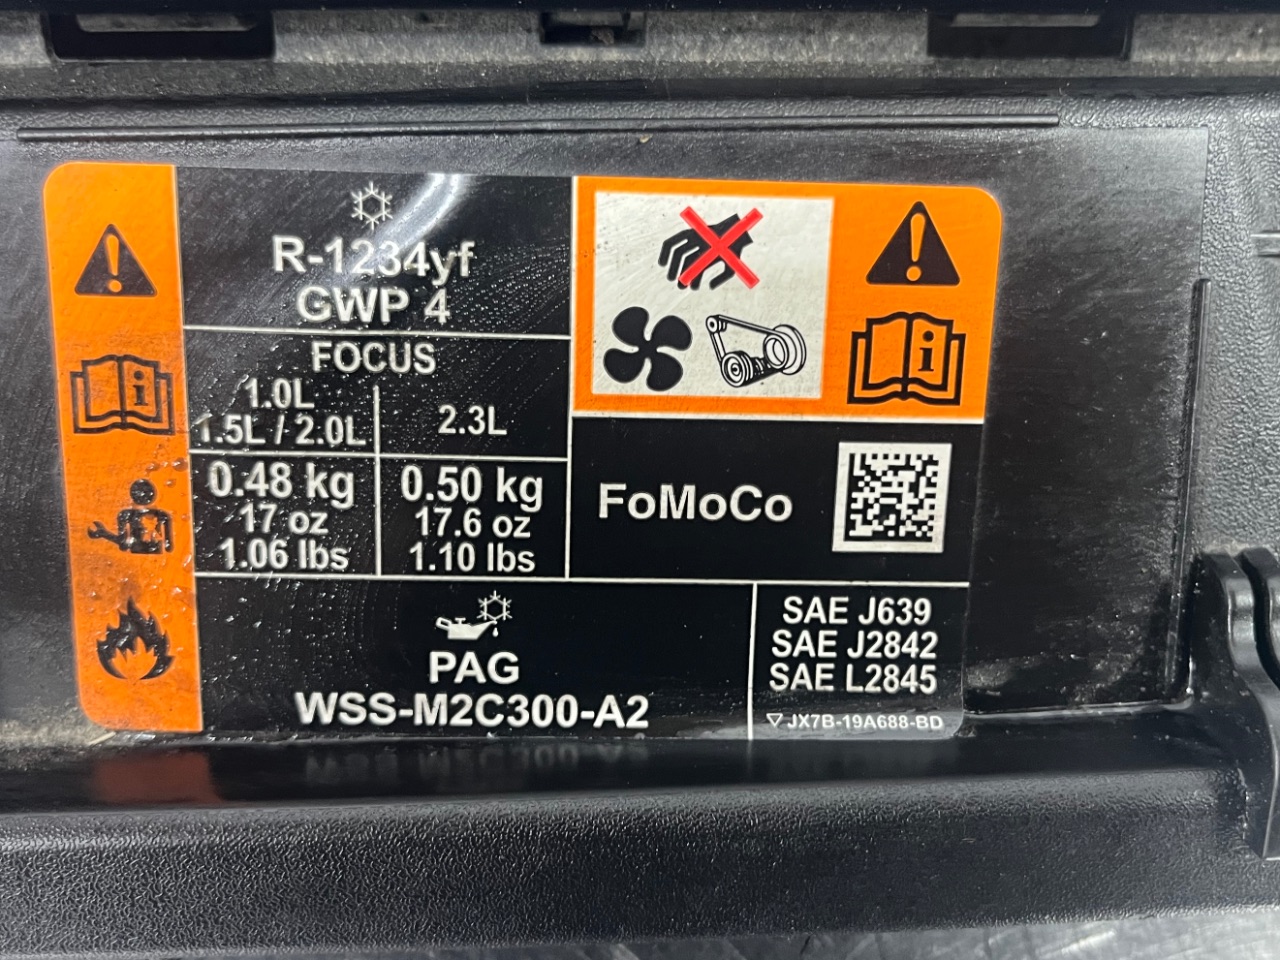 R-1234yf
GWP 4
FOCUS
1.0L
1.5L / 2.0L
2.3L
0.48 kg
17 oz
1.06 lbs
0.50 kg
17.6 oz
1.10 lbs
FoMoCo
PAG
WSS-M2C300-A2
SAE J639
SAE J2842
SAE L2845
JX7B-19A688-BD